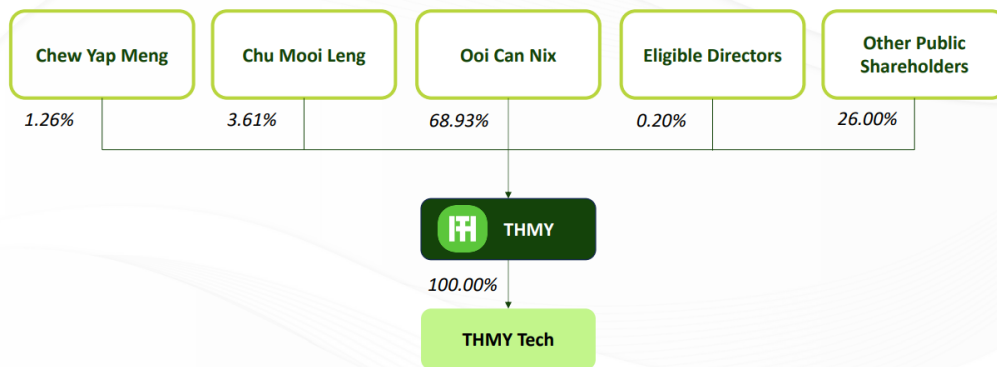 Chew Yap Meng
Chu Mooi Leng
Ooi Can Nix
Eligible Directors
Other Public
Shareholders
1.26%
3.61%
68.93%
0.20%
26.00%
THMY
100.00%
THMY Tech